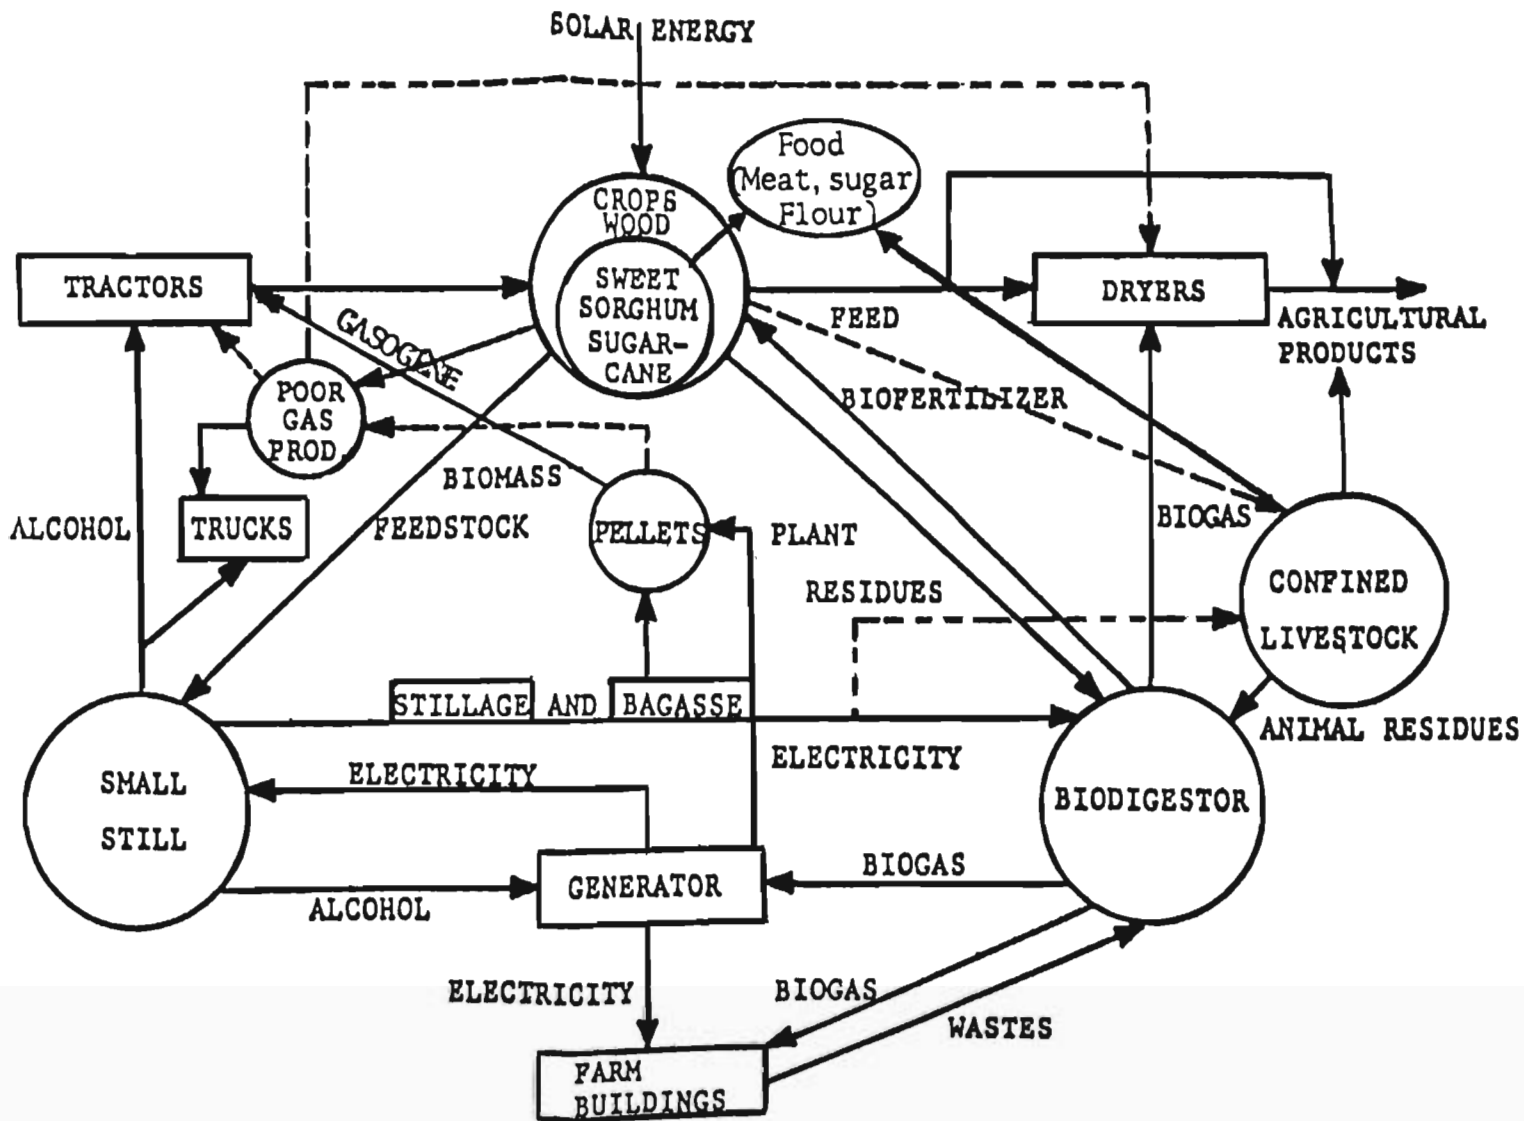 SOLAR ENERGY
Food
(Meat, sugar
Flour)
CROPS
WOOD
SWEET
SORGHUM
SUGAR-
CANE
TRACTORS
DRYERS
GASOGENE
FEED
AGRICULTURAL
PRODUCTS
POOR
GAS
PROD.
BIOFERTILIZER
BIOMASS
ALCOHOL
TRUCKS
FEEDSTOCK
PELLETS
PLANT
BIOGAS
RESIDUES
CONFINED
LIVESTOCK
STILLAGE AND BAGASSE
ANIMAL RESIDUES
ELECTRICITY
ELECTRICITY
SMALL
STILL
BIODIGESTOR
GENERATOR
BIOGAS
ALCOHOL
ELECTRICITY
BIOGAS
WASTES
FARM
BUILDINGS